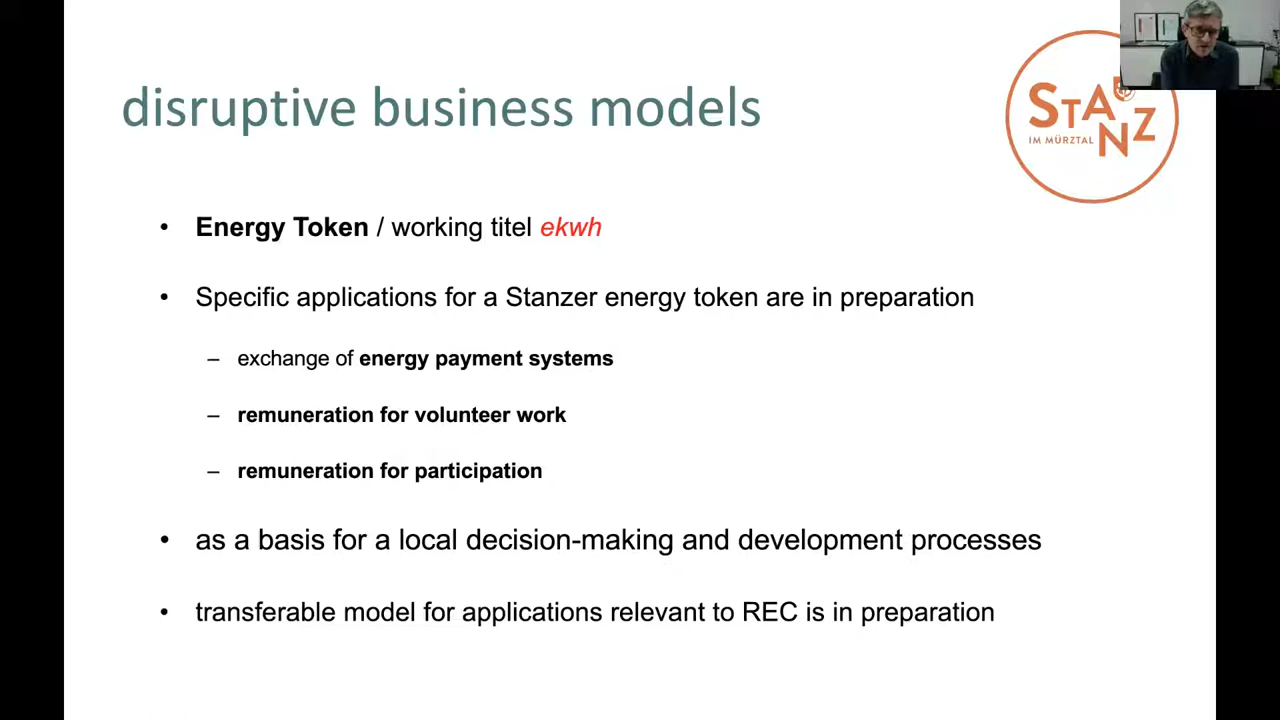 disruptive business models
STANZ
IM MÜRZTAL
• Energy Token / working titel ekwh
• Specific applications for a Stanzer energy token are in preparation
– exchange of energy payment systems
– remuneration for volunteer work
– remuneration for participation
• as a basis for a local decision-making and development processes
• transferable model for applications relevant to REC is in preparation